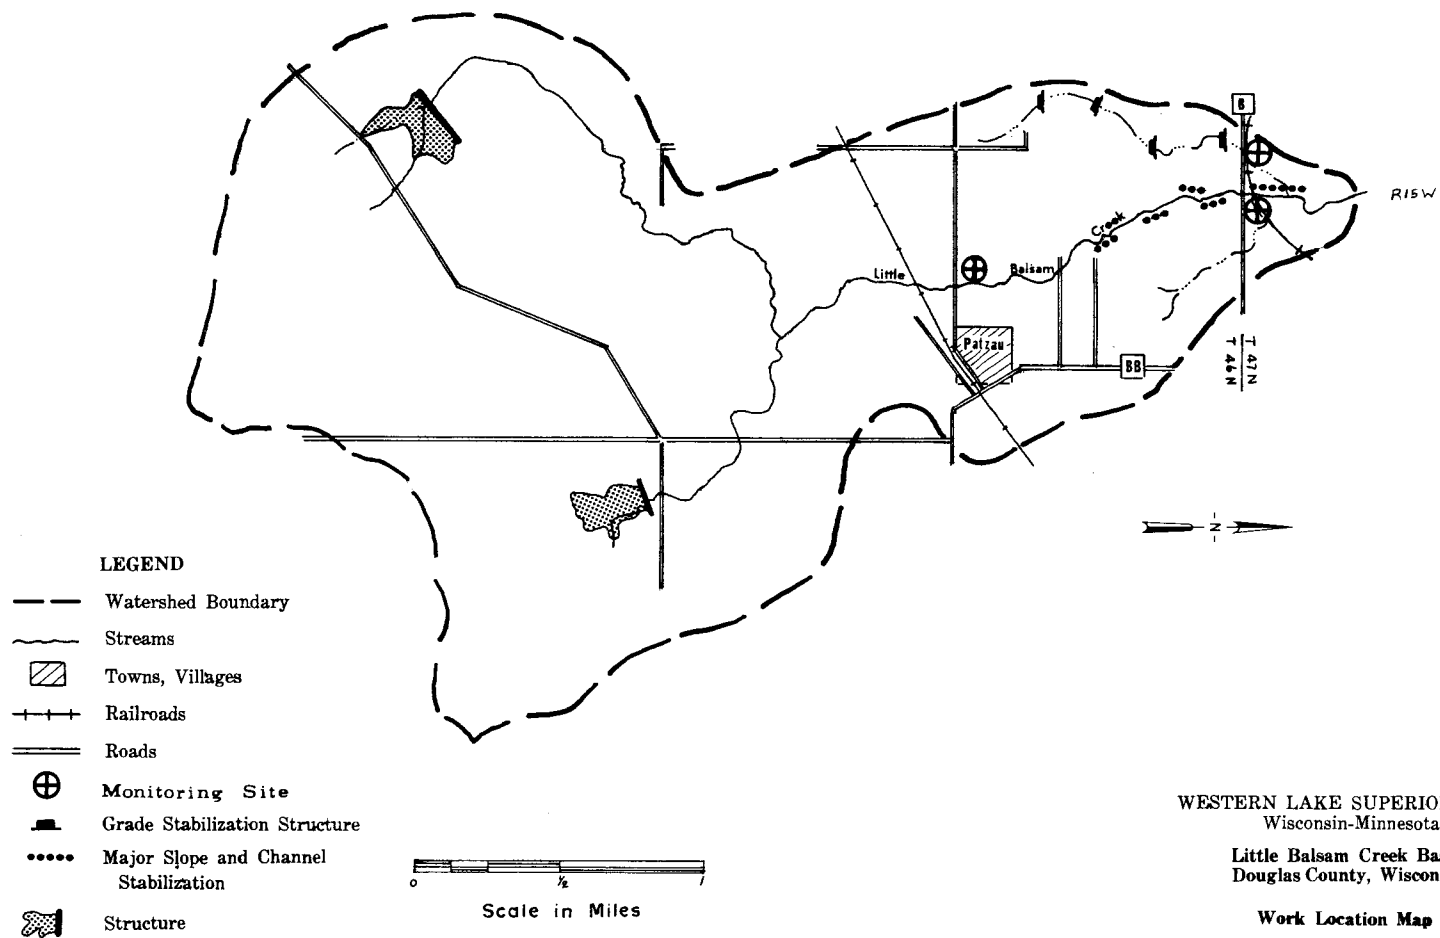 B
R15W
Creek
Little
Balsam
Patzau
BB
T 47 N
T 46 N
N
LEGEND
Watershed Boundary
Streams
Towns, Villages
Railroads
Roads
Monitoring Site
Grade Stabilization Structure
Major Slope and Channel
Stabilization
Structure
0 ½ 1
Scale in Miles
WESTERN LAKE SUPERIO
Wisconsin-Minnesota
Little Balsam Creek Ba
Douglas County, Wiscon
Work Location Map